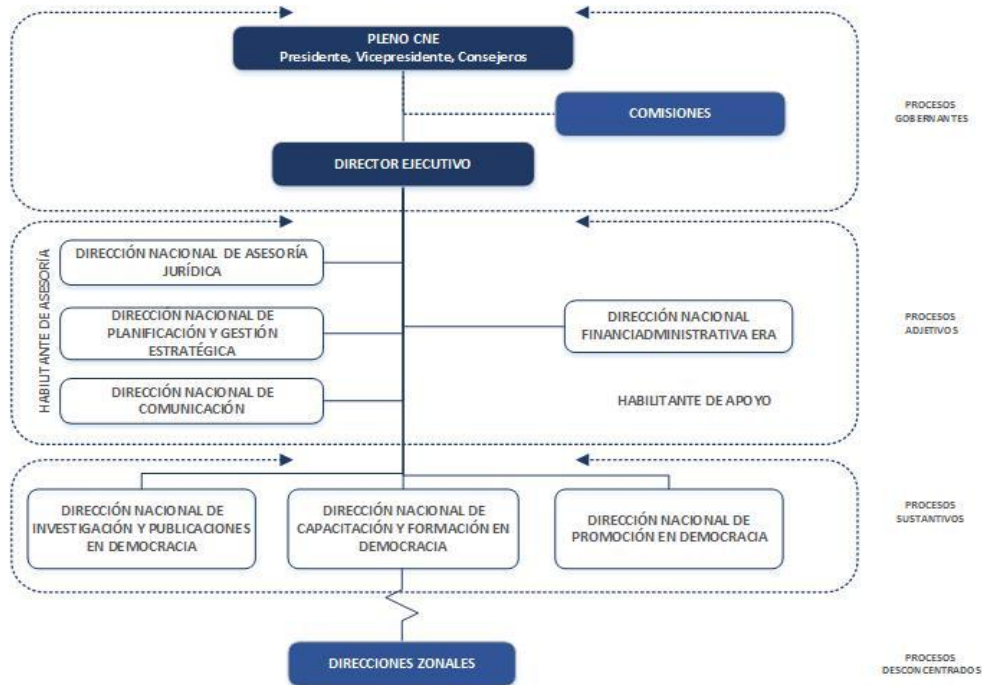 PLENO CNE
Presidente, Vicepresidente, Consejeros
COMISIONES
PROCESOS
GOBERNANTES
DIRECTOR EJECUTIVO
HABILITANTE DE ASESORÍA
DIRECCIÓN NACIONAL DE ASESORÍA
JURÍDICA
DIRECCIÓN NACIONAL DE
PLANIFICACIÓN Y GESTIÓN
ESTRATÉGICA
DIRECCIÓN NACIONAL DE
COMUNICACIÓN
DIRECCIÓN NACIONAL
FINANCIADMINISTRATIVA ERA
HABILITANTE DE APOYO
PROCESOS
ADJETIVOS
DIRECCIÓN NACIONAL DE
INVESTIGACIÓN Y PUBLICACIONES
EN DEMOCRACIA
DIRECCIÓN NACIONAL DE
CAPACITACIÓN Y FORMACIÓN EN
DEMOCRACIA
DIRECCIÓN NACIONAL DE
PROMOCIÓN EN DEMOCRACIA
PROCESOS
SUSTANTIVOS
DIRECCIONES ZONALES
PROCESOS
DESCONCENTRADOS